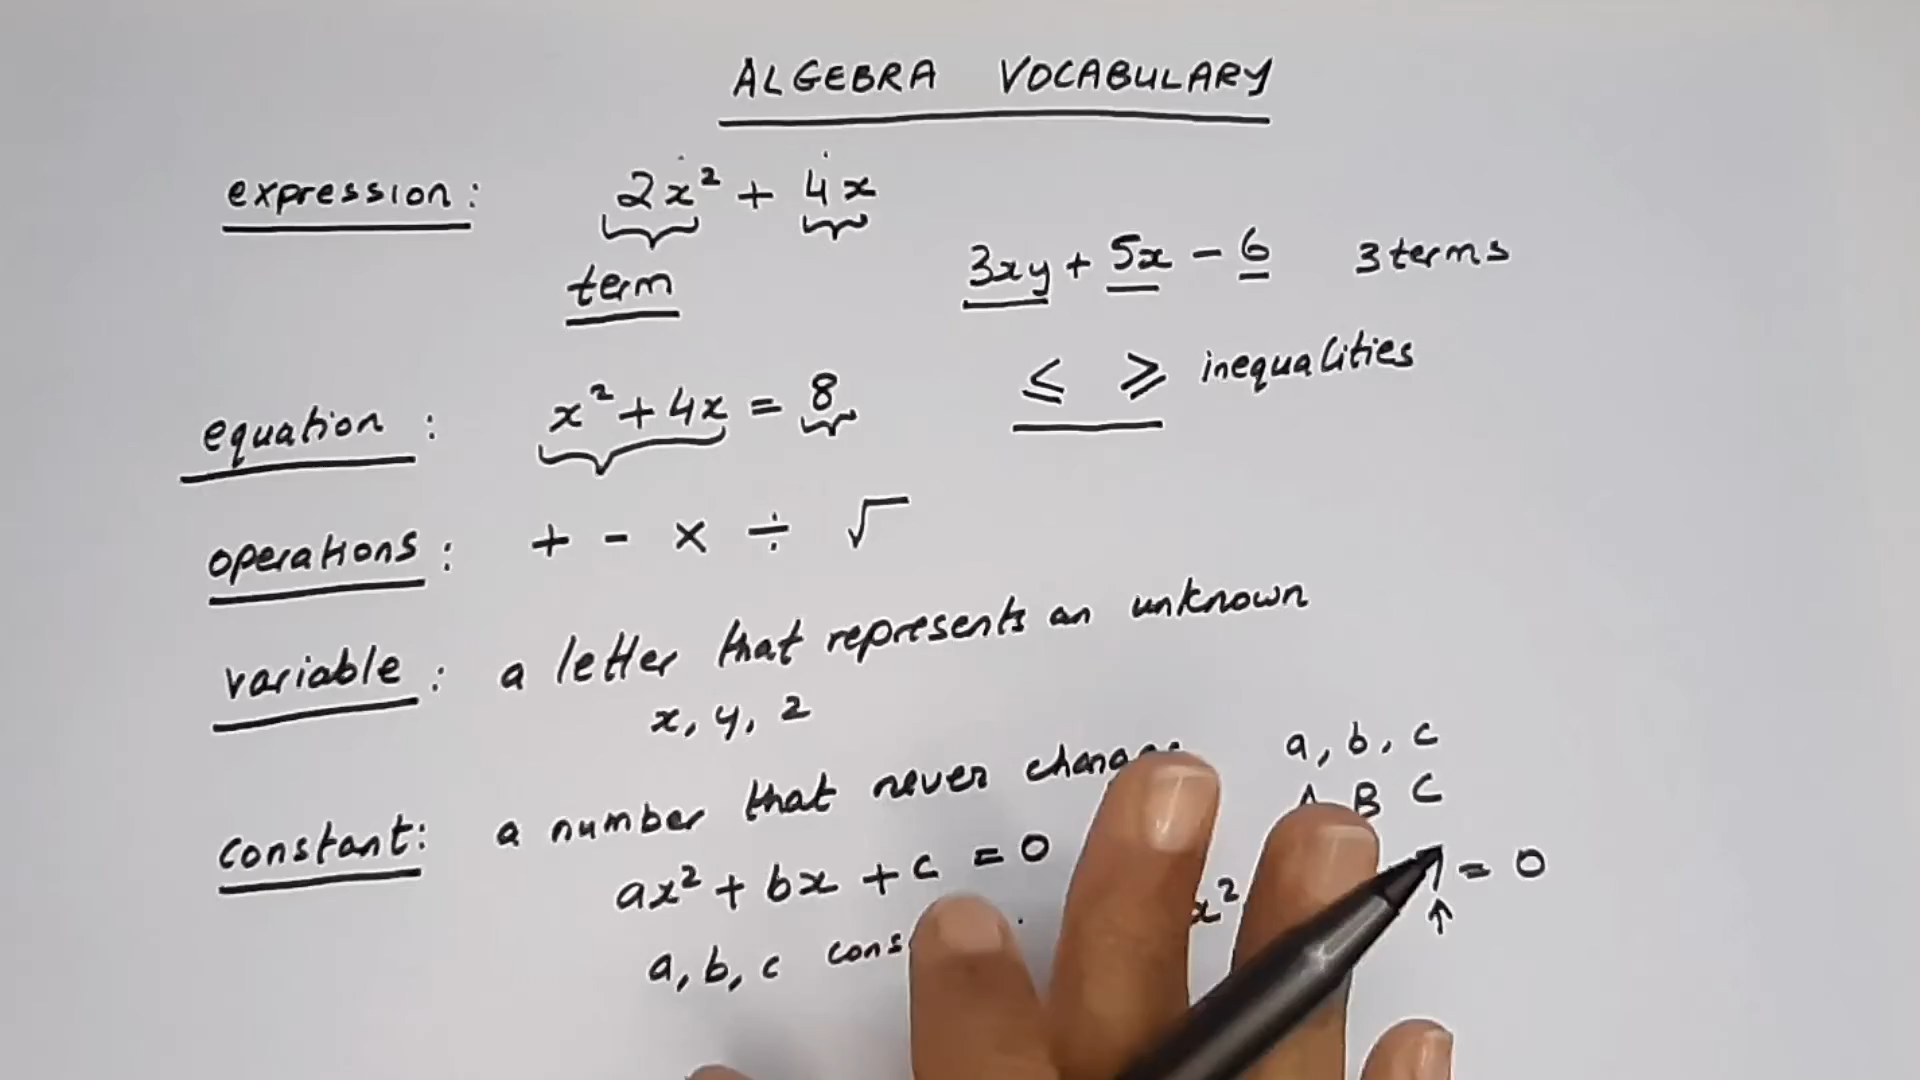 ALGEBRA VOCABULARY
expression: 2x² + 4x
term
3xy + 5x - 6 3 terms
equation: x² + 4x = 8
≤ ≥ inequalities
operations: + - × ÷ √
variable: a letter that represents an unknown
x, y, z
constant: a number that never
a, b, c
B C
ax² + bx + c = 0
x² = 0
a, b, c